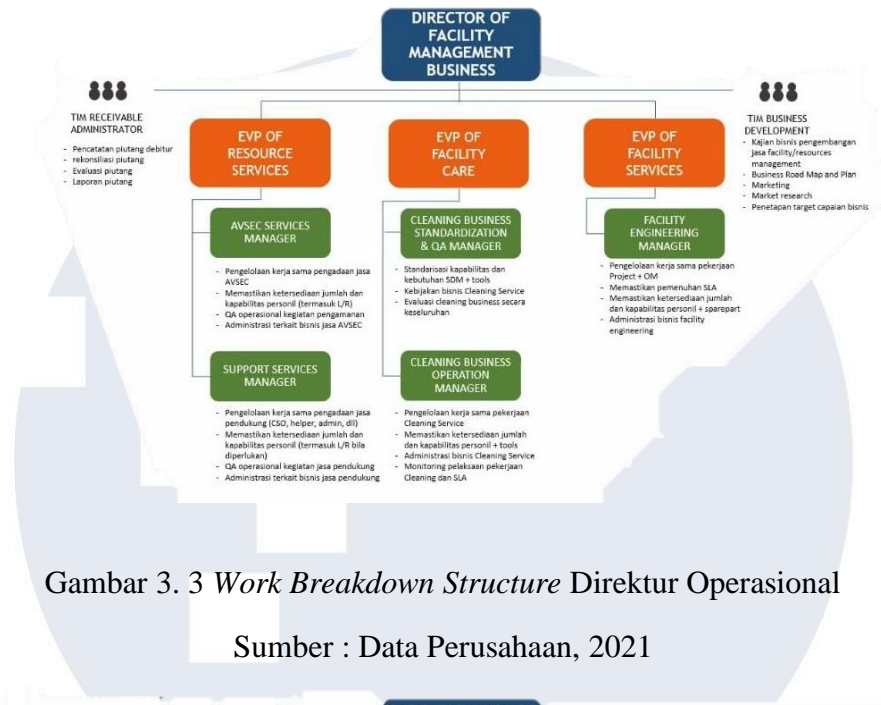 DIRECTOR OF
FACILITY
MANAGEMENT
BUSINESS
TIM RECEIVABLE
ADMINISTRATOR
- Pencatatan piutang debitur
- rekonsiliasi piutang
- Evaluasi piutang
- Laporan piutang
EVP OF
RESOURCE
SERVICES
EVP OF
FACILITY
CARE
EVP OF
FACILITY
SERVICES
TIM BUSINESS
DEVELOPMENT
- Kajian bisnis pengembangan
jasa facility/resources
management
- Business Road Map and Plan
- Marketing
- Market research
- Penetapan target capaian bisnis
AVSEC SERVICES
MANAGER
- Pengelolaan kerja sama pengadaan jasa
AVSEC
- Memastikan ketersediaan jumlah dan
kapabilitas personil (termasuk L/R)
- QA operasional kegiatan pengamanan
- Administrasi terkait bisnis jasa AVSEC
CLEANING BUSINESS
STANDARDIZATION
& QA MANAGER
- Standarisasi kapabilitas dan
kebutuhan SDM + tools
- Kebijakan bisnis Cleaning Service
- Evaluasi cleaning business secara
keseluruhan
FACILITY
ENGINEERING
MANAGER
- Pengelolaan kerja sama pekerjaan
Project + OM
- Memastikan pemenuhan SLA
- Memastikan ketersediaan jumlah
dan kapabilitas personil + sparepart
- Administrasi bisnis facility
engineering
SUPPORT SERVICES
MANAGER
- Pengelolaan kerja sama pengadaan jasa
pendukung (CSO, helper, admin, dll)
- Memastikan ketersediaan jumlah dan
kapabilitas personil (termasuk L/R bila
diperlukan)
- QA operasional kegiatan jasa pendukung
- Administrasi terkait bisnis jasa pendukung
CLEANING BUSINESS
OPERATION
MANAGER
- Pengelolaan kerja sama pekerjaan
Cleaning Service
- Memastikan ketersediaan jumlah
dan kapabilitas personil + tools
- Administrasi bisnis Cleaning Service
- Monitoring pelaksaan pekerjaan
Cleaning dan SLA
Gambar 3. 3 Work Breakdown Structure Direktur Operasional
Sumber : Data Perusahaan, 2021